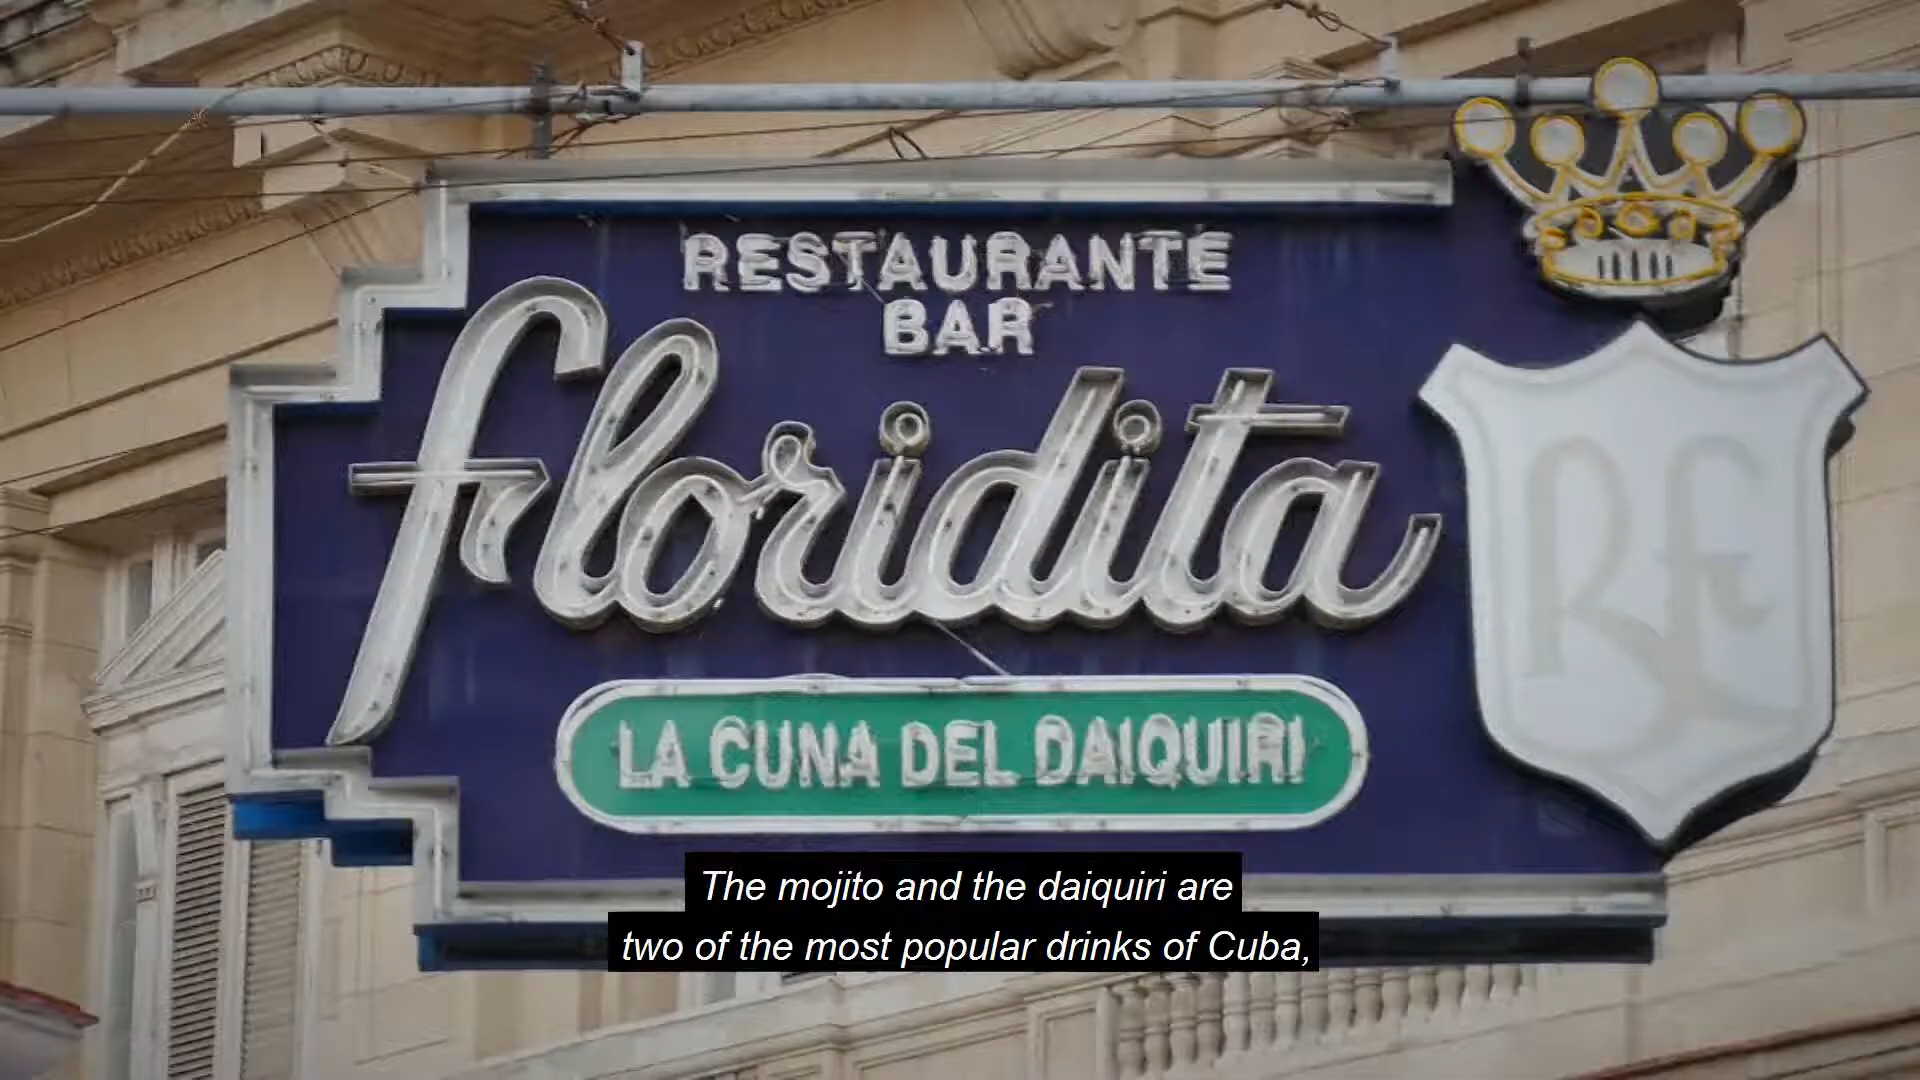 RESTAURANTE
BAR
floridita
RF
LA CUNA DEL DAIQUIRI
The mojito and the daiquiri are
two of the most popular drinks of Cuba,